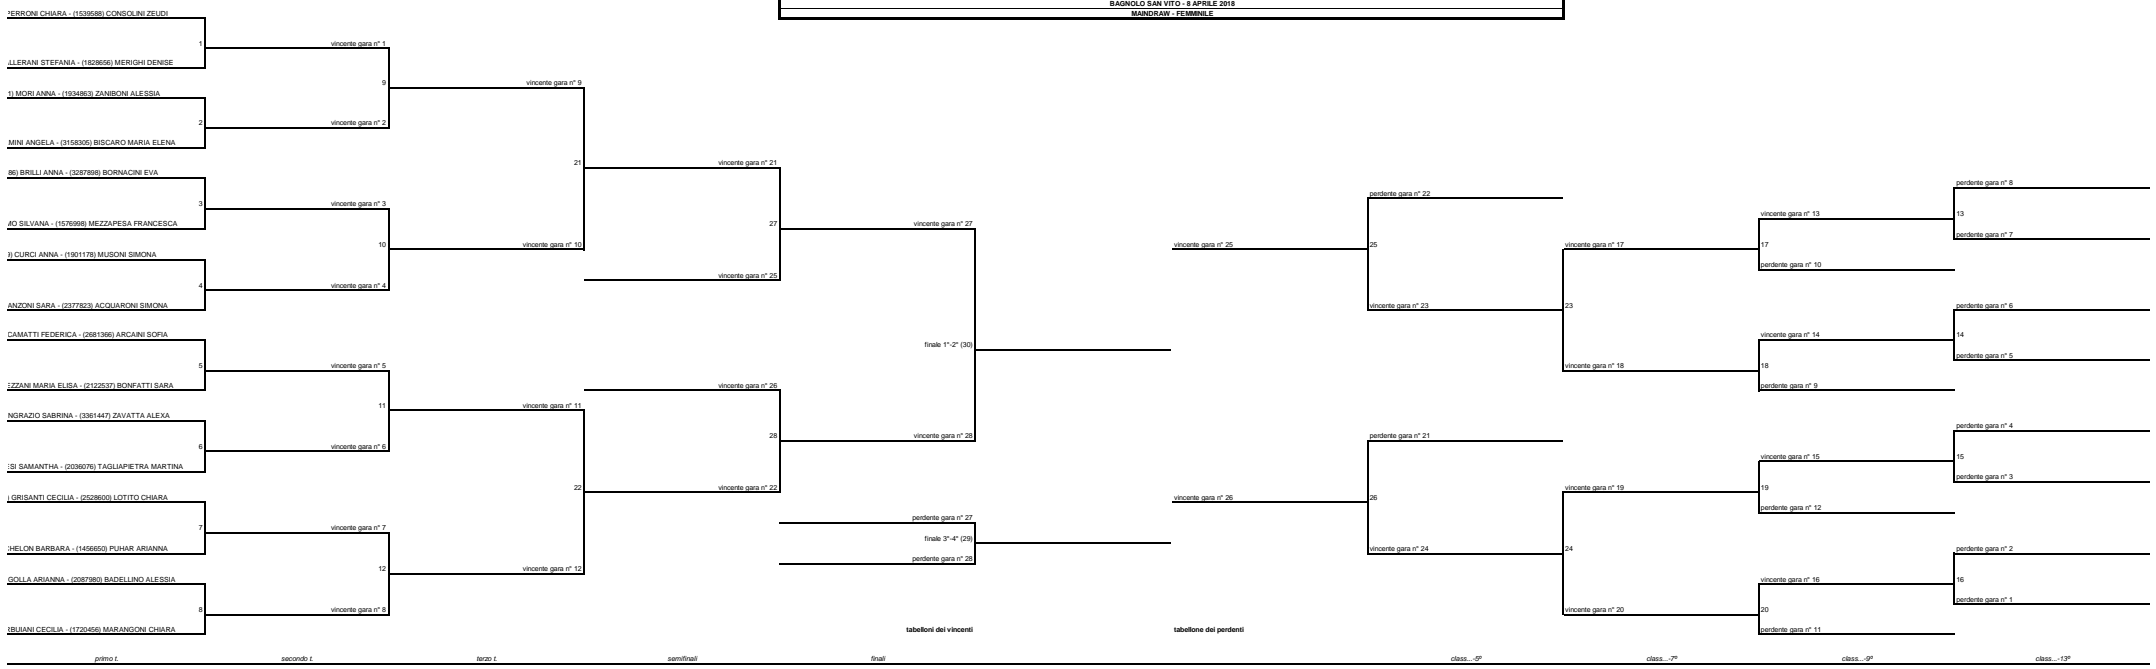 BAGNOLO SAN VITO - 8 APRILE 2018
MAINDRAW - FEMMINILE
PERRONI CHIARA - (1539588) CONSOLINI ZEUDI
1
LLERANI STEFANIA - (1828656) MERIGHI DENISE
1) MORI ANNA - (1934863) ZANIBONI ALESSIA
2
MINI ANGELA - (3158305) BISCARO MARIA ELENA
86) BRILLI ANNA - (3287898) BORNACINI EVA
3
MO SILVANA - (1576998) MEZZAPESA FRANCESCA
) CURCI ANNA - (1901178) MUSONI SIMONA
4
ANZONI SARA - (2377823) ACQUARONI SIMONA
CAMATTI FEDERICA - (2681366) ARCAINI SOFIA
5
EZZANI MARIA ELISA - (2122537) BONFATTI SARA
NGRAZIO SABRINA - (3361447) ZAVATTA ALEXA
6
SI SAMANTHA - (2036076) TAGLIAPIETRA MARTINA
GRISANTI CECILIA - (2528600) LOTITO CHIARA
7
CHELON BARBARA - (1456650) PUHAR ARIANNA
GOLLA ARIANNA - (2087980) BADELLINO ALESSIA
8
RBUIANI CECILIA - (1720456) MARANGONI CHIARA
primo t.
vincente gara n° 1
9
vincente gara n° 2
vincente gara n° 3
10
vincente gara n° 4
vincente gara n° 5
11
vincente gara n° 6
vincente gara n° 7
12
vincente gara n° 8
secondo t.
vincente gara n° 9
21
vincente gara n° 10
vincente gara n° 11
22
vincente gara n° 12
terzo t.
vincente gara n° 21
27
vincente gara n° 25
vincente gara n° 26
28
vincente gara n° 22
semifinali
vincente gara n° 27
finale 1°-2° (30)
vincente gara n° 28
perdente gara n° 27
finale 3°-4° (29)
perdente gara n° 28
tabelloni dei vincenti
finali
vincente gara n° 25
vincente gara n° 26
tabellone dei perdenti
perdente gara n° 22
25
vincente gara n° 23
perdente gara n° 21
26
vincente gara n° 24
class...-5º
vincente gara n° 17
23
vincente gara n° 18
vincente gara n° 19
24
vincente gara n° 20
class...-7º
vincente gara n° 13
17
perdente gara n° 10
vincente gara n° 14
18
perdente gara n° 9
vincente gara n° 15
19
perdente gara n° 12
vincente gara n° 16
20
perdente gara n° 11
class...-9º
perdente gara n° 8
13
perdente gara n° 7
perdente gara n° 6
14
perdente gara n° 5
perdente gara n° 4
15
perdente gara n° 3
perdente gara n° 2
16
perdente gara n° 1
class...-13º